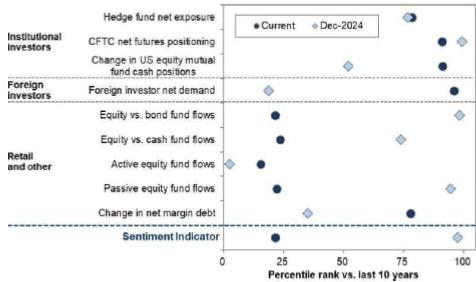 Current Dec-2024
Institutional
investors
Hedge fund net exposure
CFTC net futures positioning
Change in US equity mutual
fund cash positions
Foreign
investors
Foreign investor net demand
Retail
and other
Equity vs. bond fund flows
Equity vs. cash fund flows
Active equity fund flows
Passive equity fund flows
Change in net margin debt
Sentiment Indicator
0 25 50 75 100
Percentile rank vs. last 10 years